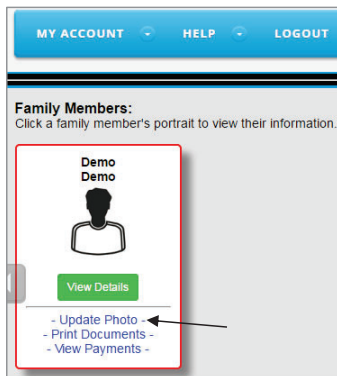 MY ACCOUNT HELP LOGOUT
Family Members:
Click a family member's portrait to view their information.
Demo
Demo
View Details
- Update Photo -
- Print Documents -
- View Payments -